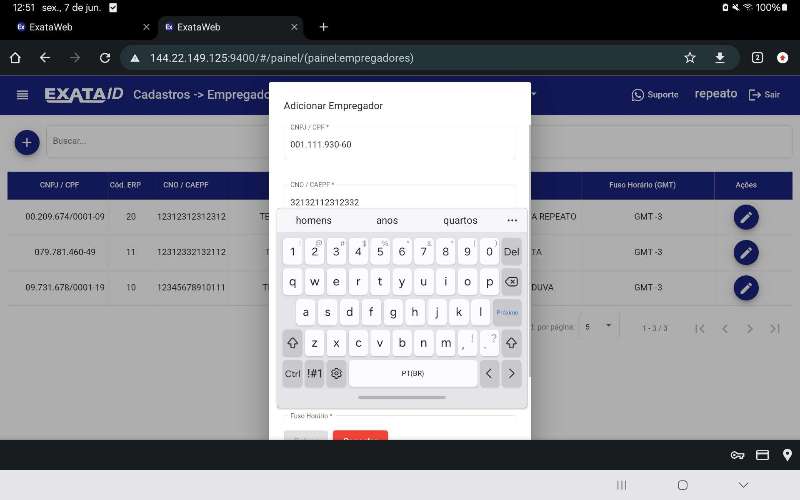 12:51 sex., 7 de jun.
100%
ExataWeb
ExataWeb
144.22.149.125:9400/#/painel/(painel:empregadores)
2
EXATAID Cadastros -> Empregado
Suporte repeato Sair
Adicionar Empregador
CNPJ / CPF *
001.111.930-60
Buscar...
CNO / CAEPF *
32132112312332
CNPJ / CPF Cód. ERP CNO / CAEPF Fuso Horário (GMT) Ações
00.209.674/0001-09 20 12312312312312 TE A REPEATO GMT -3
079.781.460-49 11 12312332132112 T TA GMT -3
09.731.678/0001-19 10 12345678910111 TE DUVA GMT -3
por página: 5 1 - 3 / 3
homens anos quartos ...
1 2 3 4 5 6 7 8 9 0 Del
q w e r t y u i o p
a s d f g h j k l Próximo
z x c v b n m , ! . ?
Ctrl !#1 PT(BR) < >
Fuso Horário *